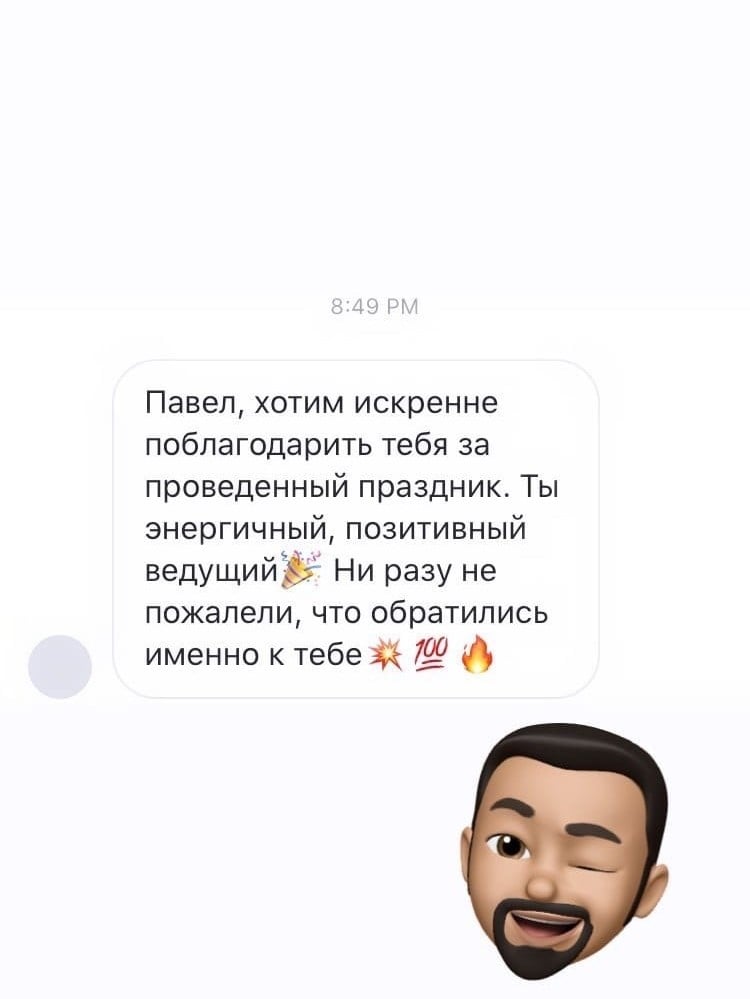 8:49 PM
Павел, хотим искренне
поблагодарить тебя за
проведенный праздник. Ты
энергичный, позитивный
ведущий🎉 Ни разу не
пожалели, что обратились
именно к тебе💥 💯 🔥